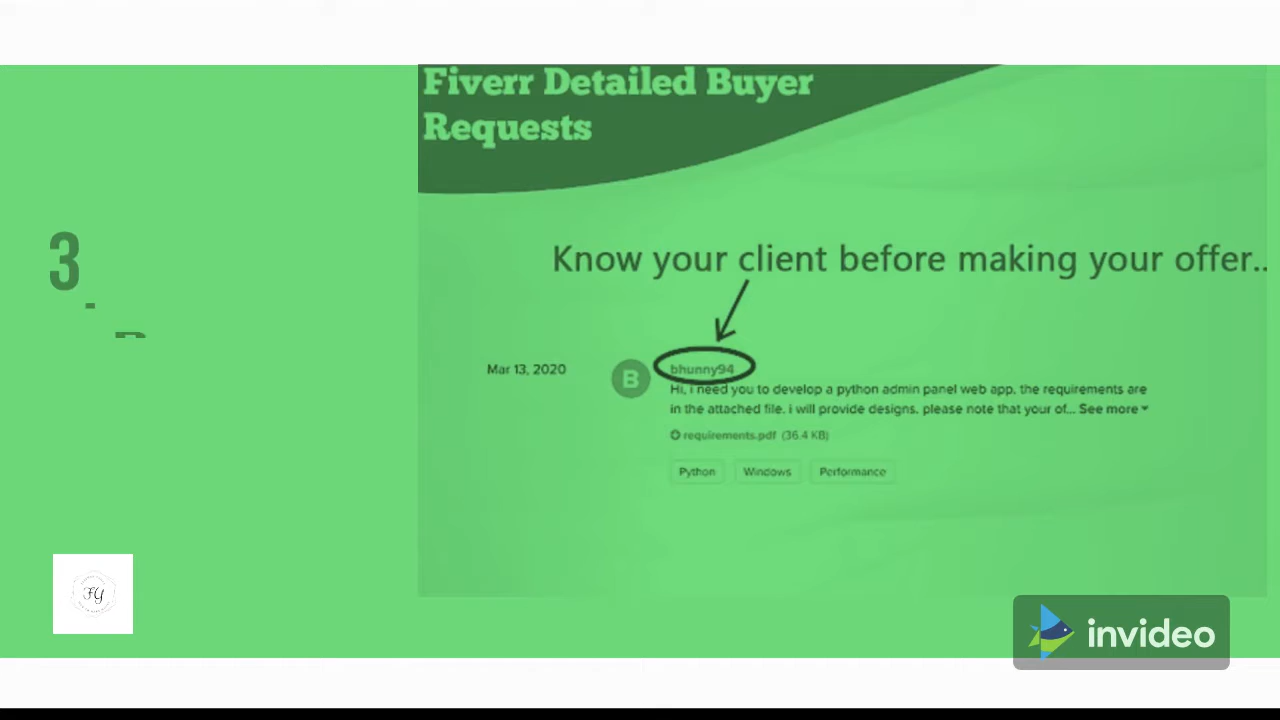 Fiverr Detailed Buyer
Requests
3
-
Know your client before making your offer..
Mar 13, 2020
B
bhunny94
Hi, i need you to develop a python admin panel web app. the requirements are
in the attached file. i will provide designs. please note that your of... See more
requirements.pdf (36.4 KB)
Python Windows Performance
FY
invideo